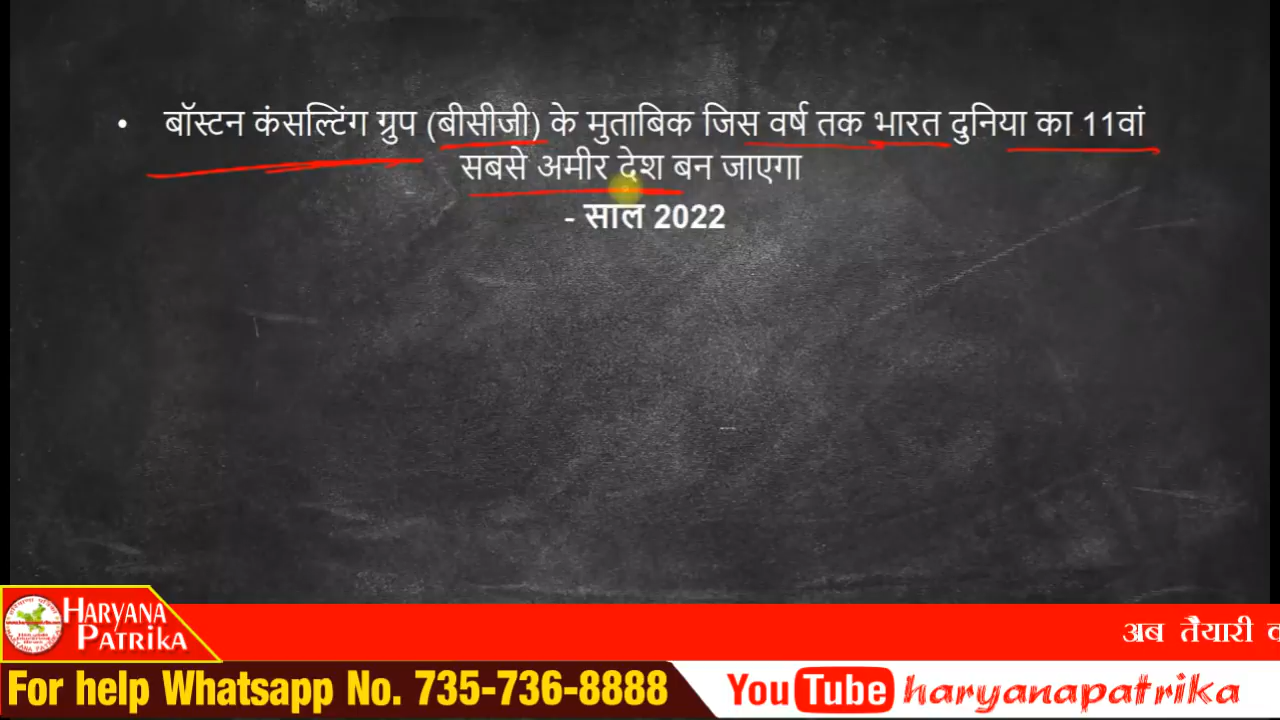 • बॉस्टन कंसल्टिंग ग्रुप (बीसीजी) के मुताबिक जिस वर्ष तक भारत दुनिया का 11वां
सबसे अमीर देश बन जाएगा
- साल 2022
HARYANA
PATRIKA
अब तैयारी
For help Whatsapp No. 735-736-8888
YouTube haryanapatrika